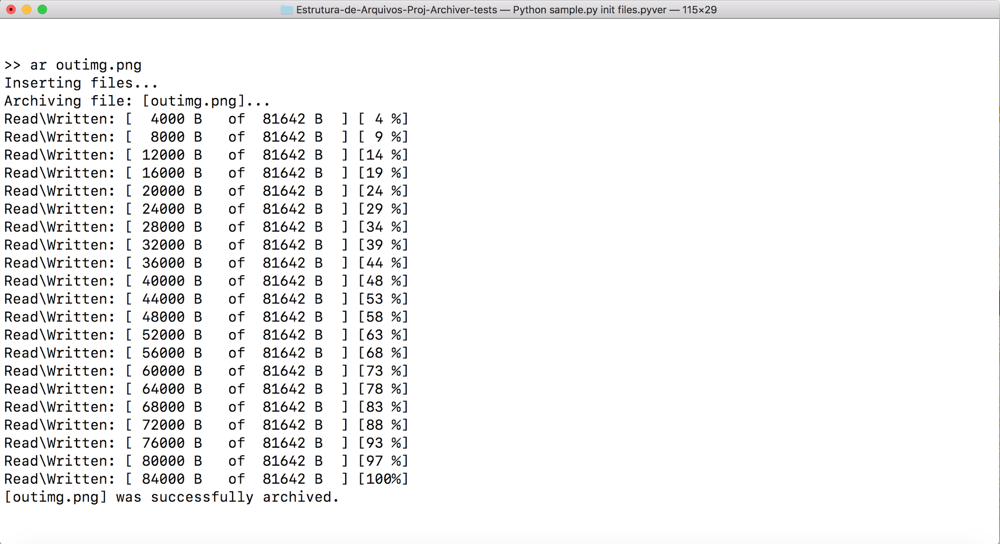 Estrutura-de-Arquivos-Proj-Archiver-tests — Python sample.py init files.pyver — 115×29
>> ar outimg.png
Inserting files...
Archiving file: [outimg.png]...
Read\Written: [  4000 B   of  81642 B  ] [ 4 %]
Read\Written: [  8000 B   of  81642 B  ] [ 9 %]
Read\Written: [ 12000 B   of  81642 B  ] [14 %]
Read\Written: [ 16000 B   of  81642 B  ] [19 %]
Read\Written: [ 20000 B   of  81642 B  ] [24 %]
Read\Written: [ 24000 B   of  81642 B  ] [29 %]
Read\Written: [ 28000 B   of  81642 B  ] [34 %]
Read\Written: [ 32000 B   of  81642 B  ] [39 %]
Read\Written: [ 36000 B   of  81642 B  ] [44 %]
Read\Written: [ 40000 B   of  81642 B  ] [48 %]
Read\Written: [ 44000 B   of  81642 B  ] [53 %]
Read\Written: [ 48000 B   of  81642 B  ] [58 %]
Read\Written: [ 52000 B   of  81642 B  ] [63 %]
Read\Written: [ 56000 B   of  81642 B  ] [68 %]
Read\Written: [ 60000 B   of  81642 B  ] [73 %]
Read\Written: [ 64000 B   of  81642 B  ] [78 %]
Read\Written: [ 68000 B   of  81642 B  ] [83 %]
Read\Written: [ 72000 B   of  81642 B  ] [88 %]
Read\Written: [ 76000 B   of  81642 B  ] [93 %]
Read\Written: [ 80000 B   of  81642 B  ] [97 %]
Read\Written: [ 84000 B   of  81642 B  ] [100%]
[outimg.png] was successfully archived.